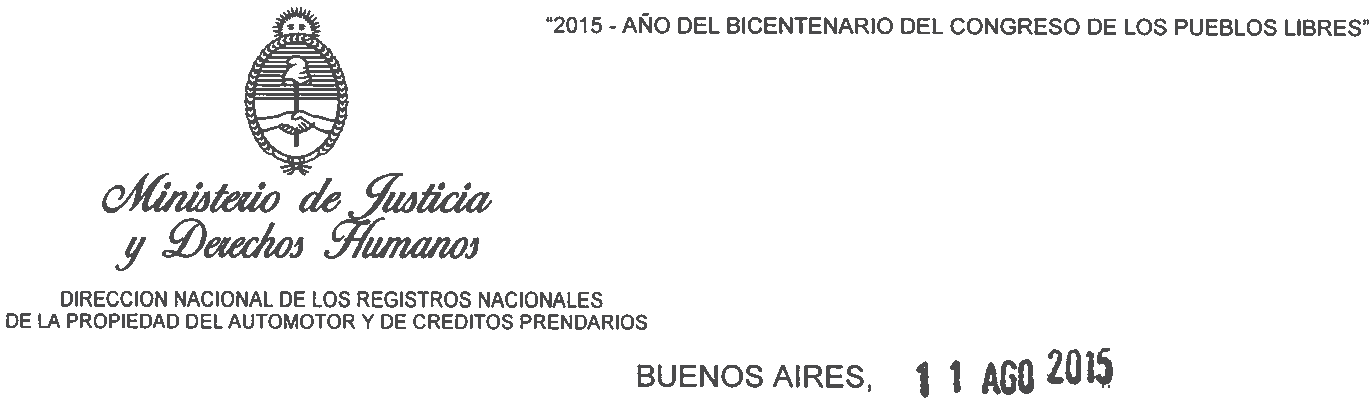 "2015 - AÑO DEL BICENTENARIO DEL CONGRESO DE LOS PUEBLOS LIBRES"
Ministerio de Justicia
y Derechos Humanos
DIRECCION NACIONAL DE LOS REGISTROS NACIONALES
DE LA PROPIEDAD DEL AUTOMOTOR Y DE CREDITOS PRENDARIOS
BUENOS AIRES, 11 AGO 2015